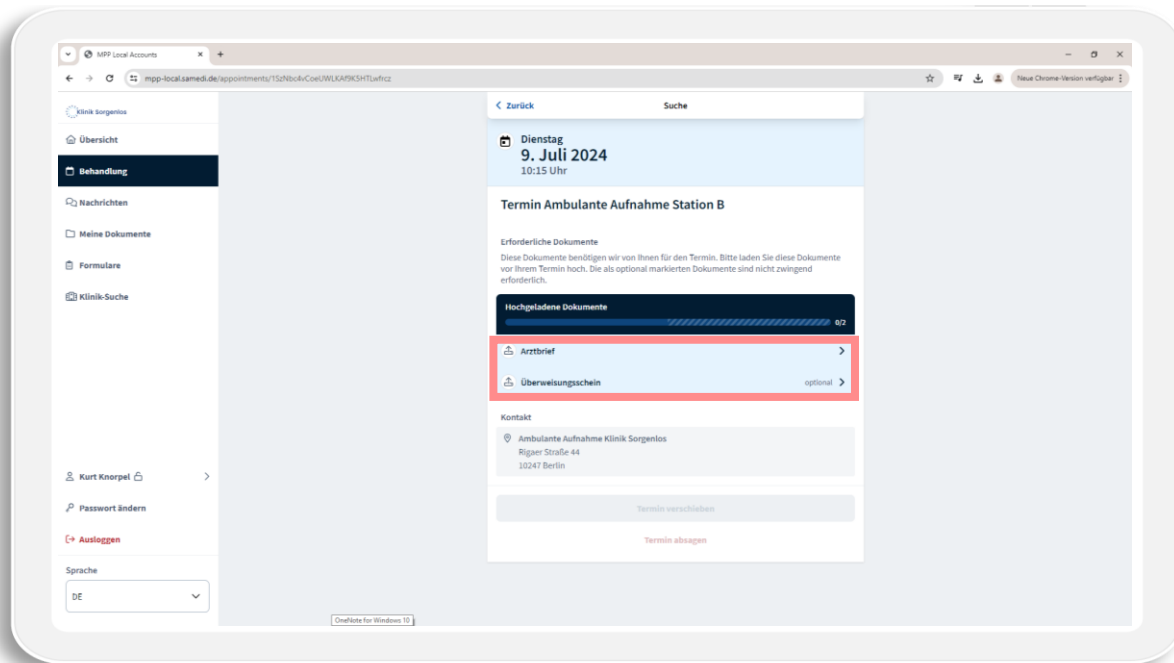 MPP Local Accounts
mpp-local.samedi.de/appointments/1SzNbc4vCoeUWLKAf9K5HTLwfrcz
Neue Chrome-Version verfügbar
Klinik Sorgenlos
Übersicht
Behandlung
Nachrichten
Meine Dokumente
Formulare
Klinik-Suche
Kurt Knorpel
Passwort ändern
Ausloggen
Sprache
DE
Zurück
Suche
Dienstag
9. Juli 2024
10:15 Uhr
Termin Ambulante Aufnahme Station B
Erforderliche Dokumente
Diese Dokumente benötigen wir von Ihnen für den Termin. Bitte laden Sie diese Dokumente
vor Ihrem Termin hoch. Die als optional markierten Dokumente sind nicht zwingend
erforderlich.
Hochgeladene Dokumente
0/2
Arztbrief
Überweisungsschein optional
Kontakt
Ambulante Aufnahme Klinik Sorgenlos
Rigaer Straße 44
10247 Berlin
Termin verschieben
Termin absagen
OneNote for Windows 10